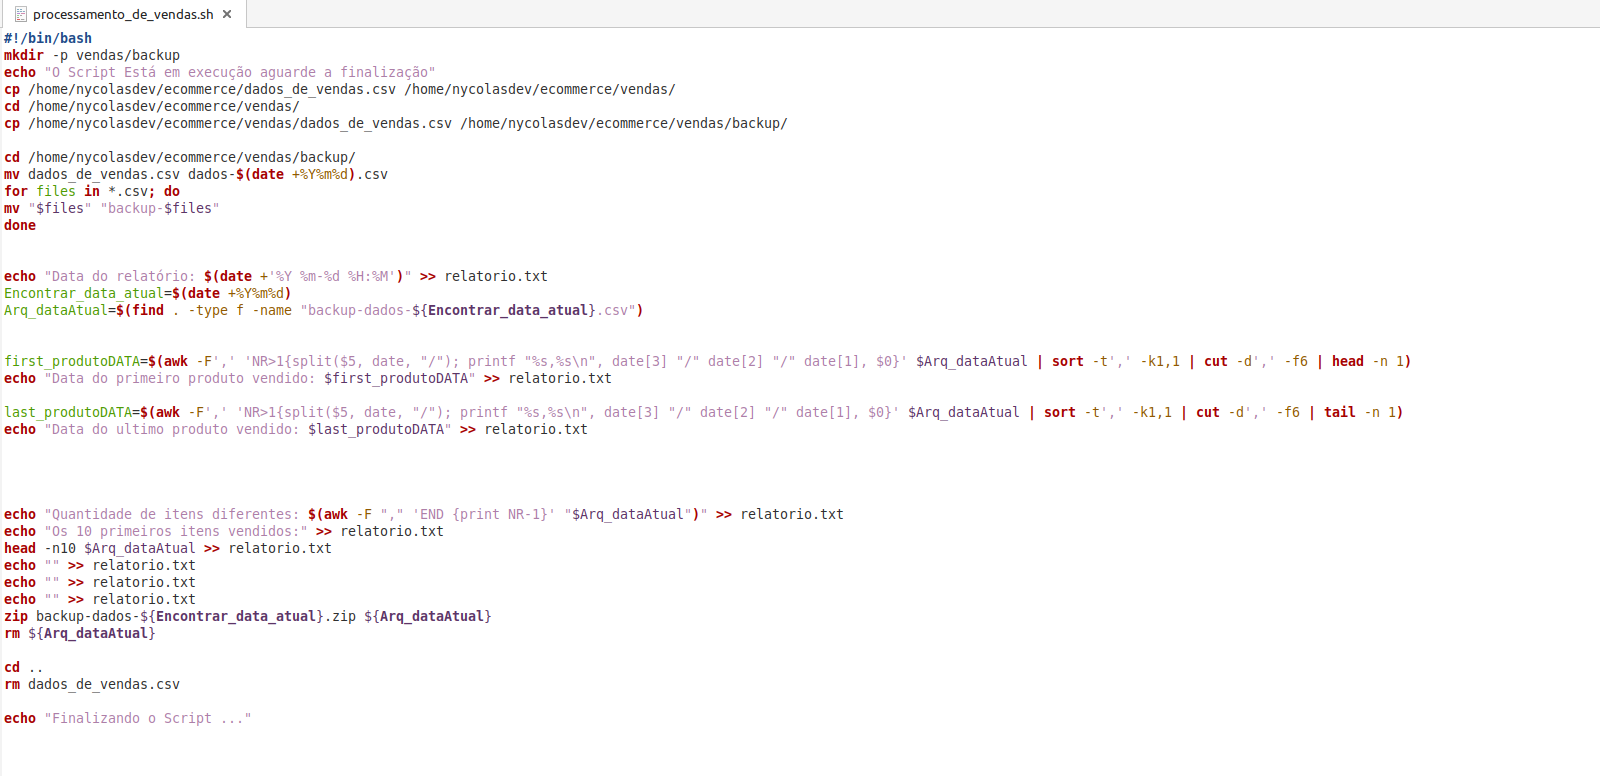 processamento_de_vendas.sh
#!/bin/bash
mkdir -p vendas/backup
echo "O Script Está em execução aguarde a finalização"
cp /home/nycolasdev/ecommerce/dados_de_vendas.csv /home/nycolasdev/ecommerce/vendas/
cd /home/nycolasdev/ecommerce/vendas/
cp /home/nycolasdev/ecommerce/vendas/dados_de_vendas.csv /home/nycolasdev/ecommerce/vendas/backup/
cd /home/nycolasdev/ecommerce/vendas/backup/
mv dados_de_vendas.csv dados-$(date +%Y%m%d).csv
for files in *.csv; do
mv "$files" "backup-$files"
done
echo "Data do relatório: $(date +'%Y %m-%d %H:%M')" >> relatorio.txt
Encontrar_data_atual=$(date +%Y%m%d)
Arq_dataAtual=$(find . -type f -name "backup-dados-${Encontrar_data_atual}.csv")
first_produtoDATA=$(awk -F',' 'NR>1{split($5, date, "/"); printf "%s,%s\n", date[3] "/" date[2] "/" date[1], $0}' $Arq_dataAtual | sort -t',' -k1,1 | cut -d',' -f6 | head -n 1)
echo "Data do primeiro produto vendido: $first_produtoDATA" >> relatorio.txt
last_produtoDATA=$(awk -F',' 'NR>1{split($5, date, "/"); printf "%s,%s\n", date[3] "/" date[2] "/" date[1], $0}' $Arq_dataAtual | sort -t',' -k1,1 | cut -d',' -f6 | tail -n 1)
echo "Data do ultimo produto vendido: $last_produtoDATA" >> relatorio.txt
echo "Quantidade de itens diferentes: $(awk -F "," 'END {print NR-1}' "$Arq_dataAtual")" >> relatorio.txt
echo "Os 10 primeiros itens vendidos:" >> relatorio.txt
head -n10 $Arq_dataAtual >> relatorio.txt
echo "" >> relatorio.txt
echo "" >> relatorio.txt
echo "" >> relatorio.txt
zip backup-dados-${Encontrar_data_atual}.zip ${Arq_dataAtual}
rm ${Arq_dataAtual}
cd ..
rm dados_de_vendas.csv
echo "Finalizando o Script ..."